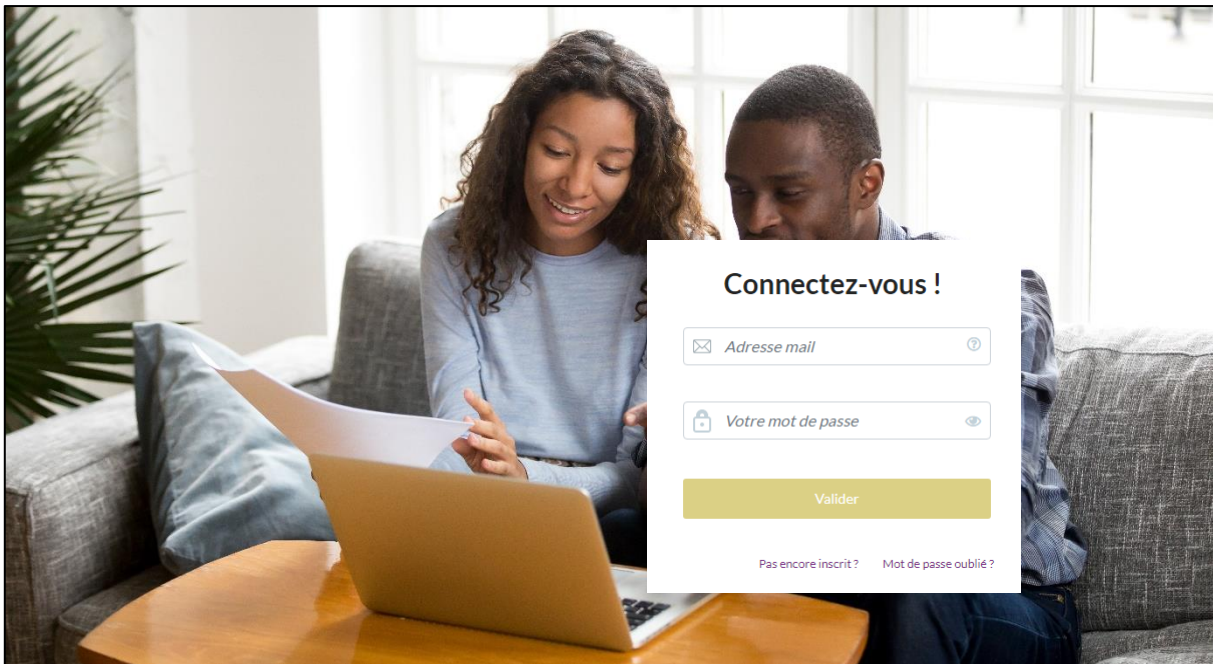 Connectez-vous !
Adresse mail
Votre mot de passe
Valider
Pas encore inscrit ? Mot de passe oublié ?